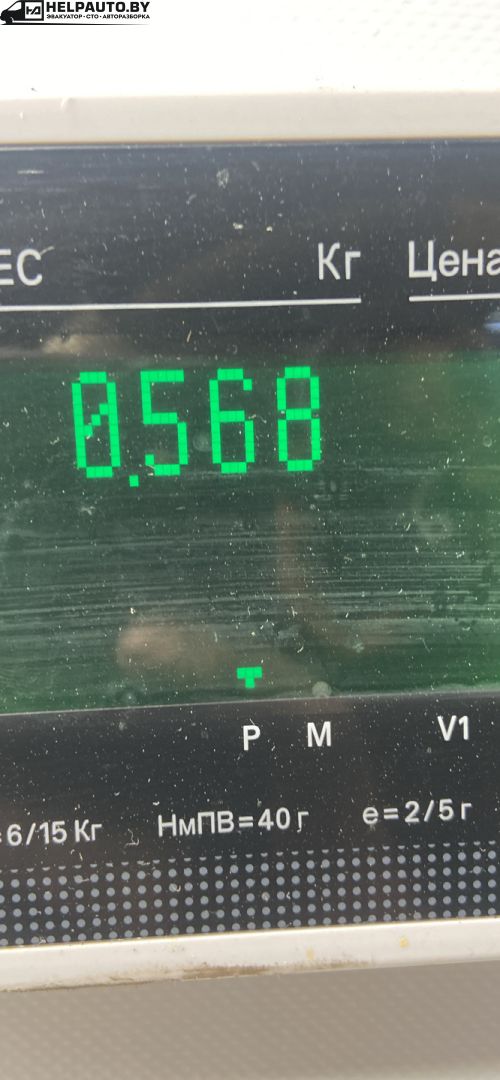 HELPAUTO.BY
ЭВАКУАТОР · СТО · АВТОРАЗБОРКА
ЕС Кг Цена
0.568
Р М V1
=6/15 Кг НмПВ=40 г е=2/5 г